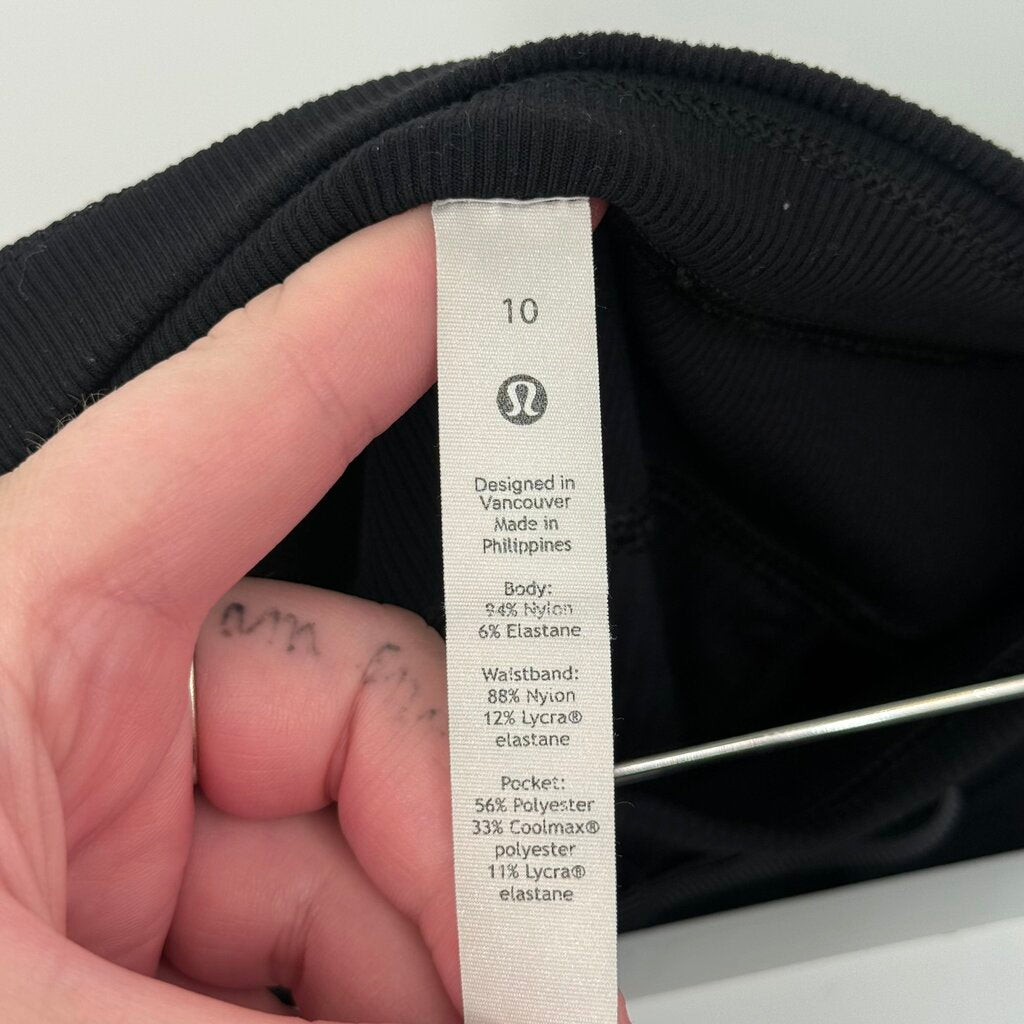 10
Designed in
Vancouver
Made in
Philippines
Body:
94% Nylon
6% Elastane
Waistband:
88% Nylon
12% Lycra®
elastane
Pocket:
56% Polyester
33% Coolmax®
polyester
11% Lycra®
elastane
am